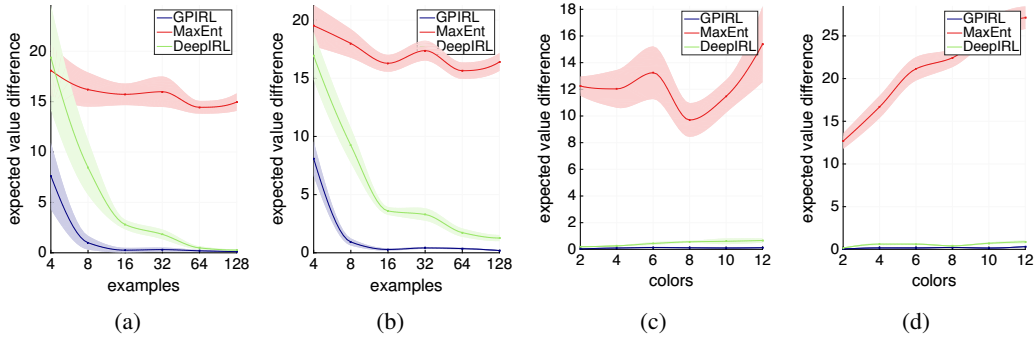 GPIRL
MaxEnt
DeepIRL
expected value difference
20
15
10
5
0
4 8 16 32 64 128
examples
(a)
GPIRL
MaxEnt
DeepIRL
expected value difference
20
15
10
5
0
4 8 16 32 64 128
examples
(b)
GPIRL
MaxEnt
DeepIRL
expected value difference
18
16
14
12
10
8
6
4
2
0
2 4 6 8 10 12
colors
(c)
GPIRL
MaxEnt
DeepIRL
expected value difference
25
20
15
10
5
0
2 4 6 8 10 12
colors
(d)